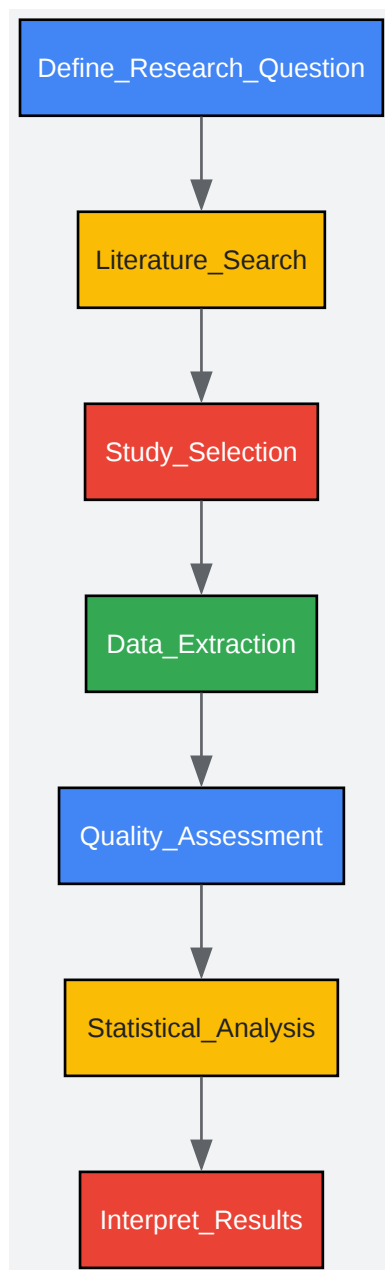 Define_Research_Question
Literature_Search
Study_Selection
Data_Extraction
Quality_Assessment
Statistical_Analysis
Interpret_Results